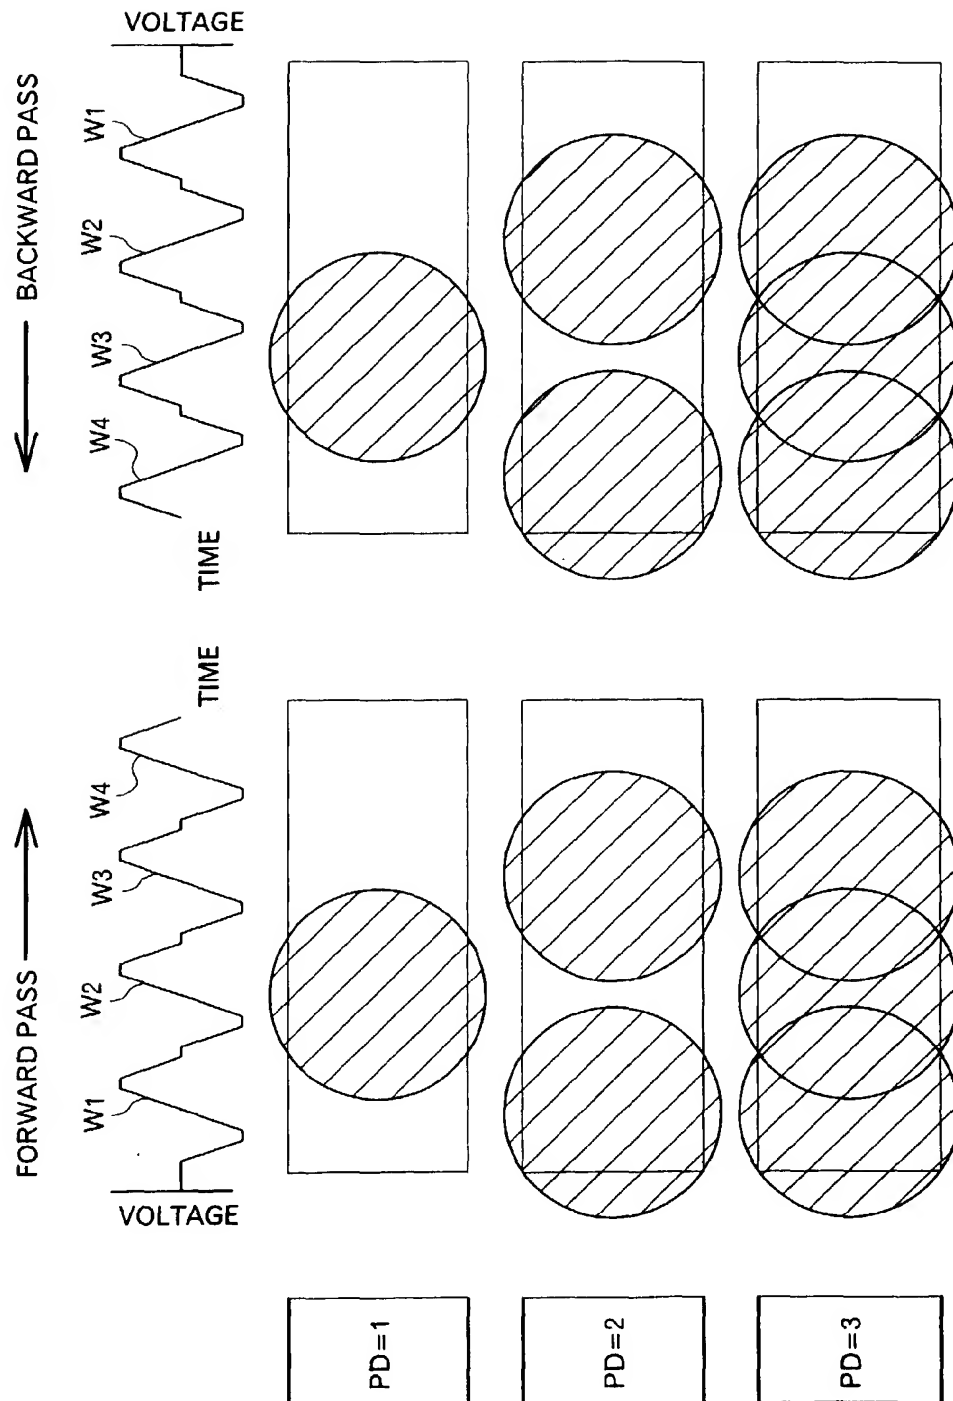 BACKWARD PASS
VOLTAGE
W1
W2
W3
W4
TIME
FORWARD PASS
TIME
W4
W3
W2
W1
VOLTAGE
PD=1
PD=2
PD=3